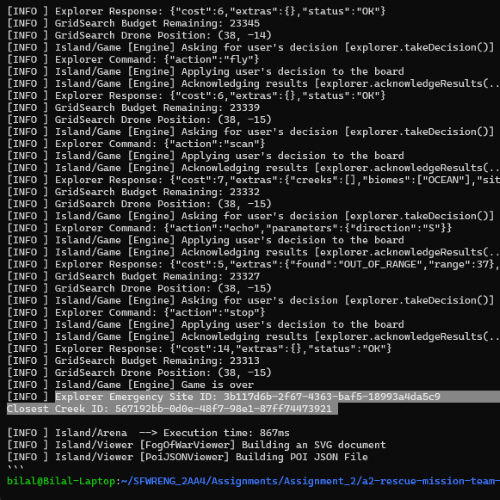 [INFO ] Explorer Response: {"cost":6,"extras":{},"status":"OK"}
[INFO ] GridSearch Budget Remaining: 23345
[INFO ] GridSearch Drone Position: (38, -14)
[INFO ] Island/Game [Engine] Asking for user's decision [explorer.takeDecision()]
[INFO ] Explorer Command: {"action":"fly"}
[INFO ] Island/Game [Engine] Applying user's decision to the board
[INFO ] Island/Game [Engine] Acknowledging results [explorer.acknowledgeResults(..
[INFO ] Explorer Response: {"cost":6,"extras":{},"status":"OK"}
[INFO ] GridSearch Budget Remaining: 23339
[INFO ] GridSearch Drone Position: (38, -15)
[INFO ] Island/Game [Engine] Asking for user's decision [explorer.takeDecision()]
[INFO ] Explorer Command: {"action":"scan"}
[INFO ] Island/Game [Engine] Applying user's decision to the board
[INFO ] Island/Game [Engine] Acknowledging results [explorer.acknowledgeResults(..
[INFO ] Explorer Response: {"cost":7,"extras":{"creeks":[],"biomes":["OCEAN"],"sit
[INFO ] GridSearch Budget Remaining: 23332
[INFO ] GridSearch Drone Position: (38, -15)
[INFO ] Island/Game [Engine] Asking for user's decision [explorer.takeDecision()]
[INFO ] Explorer Command: {"action":"echo","parameters":{"direction":"S"}}
[INFO ] Island/Game [Engine] Applying user's decision to the board
[INFO ] Island/Game [Engine] Acknowledging results [explorer.acknowledgeResults(..
[INFO ] Explorer Response: {"cost":5,"extras":{"found":"OUT_OF_RANGE","range":37},
[INFO ] GridSearch Budget Remaining: 23327
[INFO ] GridSearch Drone Position: (38, -15)
[INFO ] Island/Game [Engine] Asking for user's decision [explorer.takeDecision()]
[INFO ] Explorer Command: {"action":"stop"}
[INFO ] Island/Game [Engine] Applying user's decision to the board
[INFO ] Island/Game [Engine] Acknowledging results [explorer.acknowledgeResults(..
[INFO ] Explorer Response: {"cost":14,"extras":{},"status":"OK"}
[INFO ] GridSearch Budget Remaining: 23313
[INFO ] GridSearch Drone Position: (38, -15)
[INFO ] Island/Game [Engine] Game is over
[INFO ] Explorer Emergency Site ID: 3b117d6b-2f67-4363-baf5-18993a4da5c9
Closest Creek ID: 567192bb-0d0e-48f7-98e1-87ff74473921
[INFO ] Island/Arena  --> Execution time: 867ms
[INFO ] Island/Viewer [FogOfWarViewer] Building an SVG document
[INFO ] Island/Viewer [PoiJSONViewer] Building POI JSON File
```
bilal@Bilal-Laptop:~/SFWRENG_2AA4/Assignments/Assignment_2/a2-rescue-mission-team-